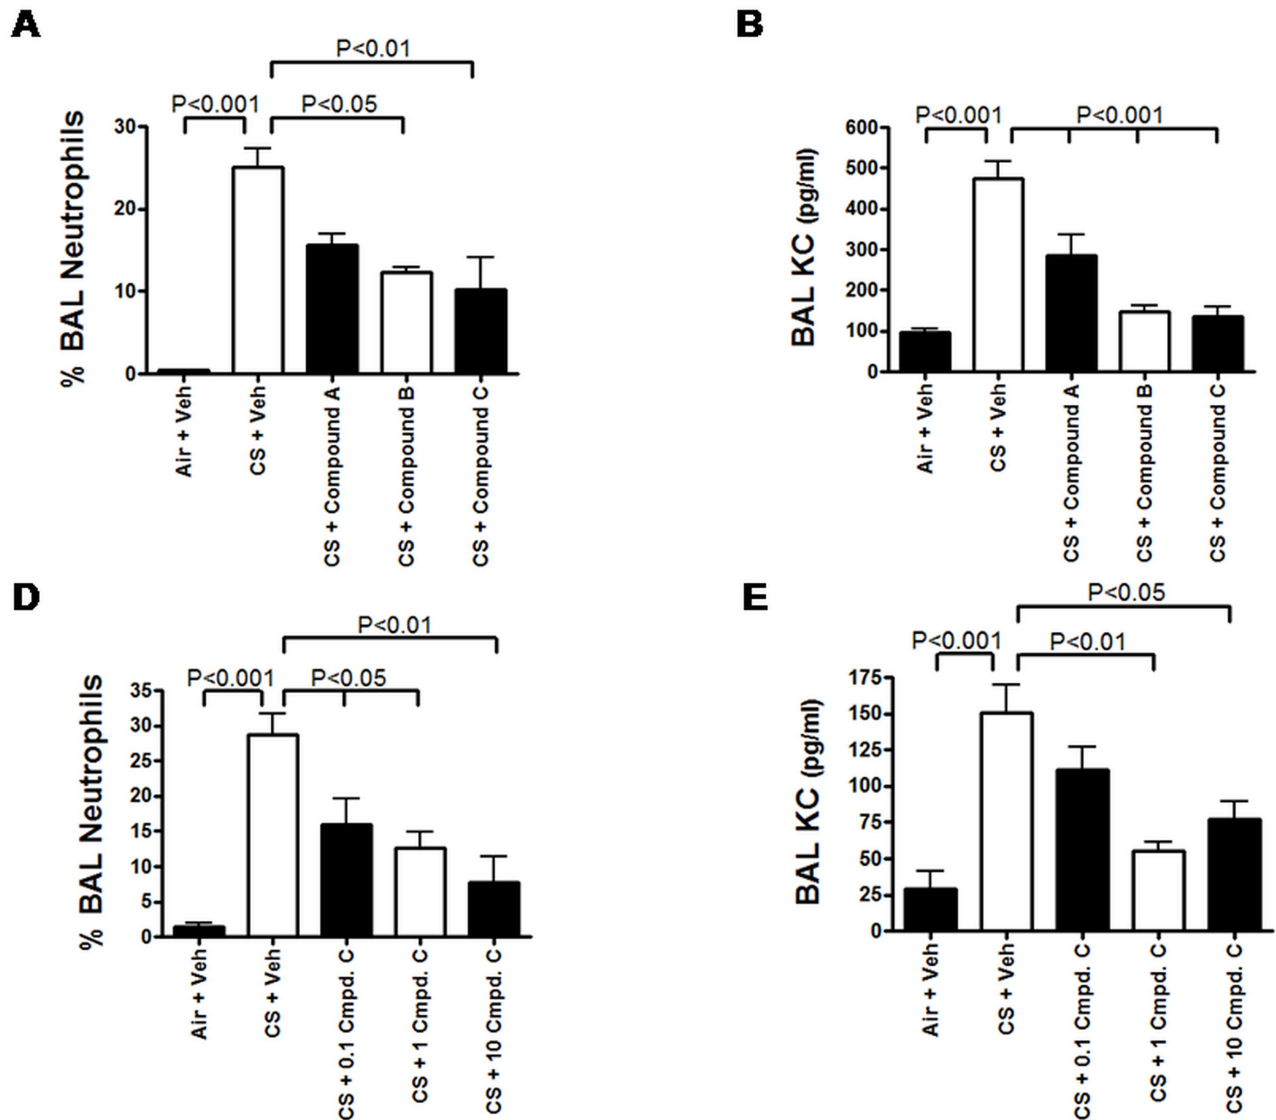 A
P<0.01
P<0.001
P<0.05
% BAL Neutrophils
30
20
10
0
Air + Veh
CS + Veh
CS + Compound A
CS + Compound B
CS + Compound C
B
P<0.001
P<0.001
BAL KC (pg/ml)
600
500
400
300
200
100
0
Air + Veh
CS + Veh
CS + Compound A
CS + Compound B
CS + Compound C
D
P<0.01
P<0.001
P<0.05
% BAL Neutrophils
35
30
25
20
15
10
5
0
Air + Veh
CS + Veh
CS + 0.1 Cmpd. C
CS + 1 Cmpd. C
CS + 10 Cmpd. C
E
P<0.05
P<0.001
P<0.01
BAL KC (pg/ml)
175
150
125
100
75
50
25
0
Air + Veh
CS + Veh
CS + 0.1 Cmpd. C
CS + 1 Cmpd. C
CS + 10 Cmpd. C